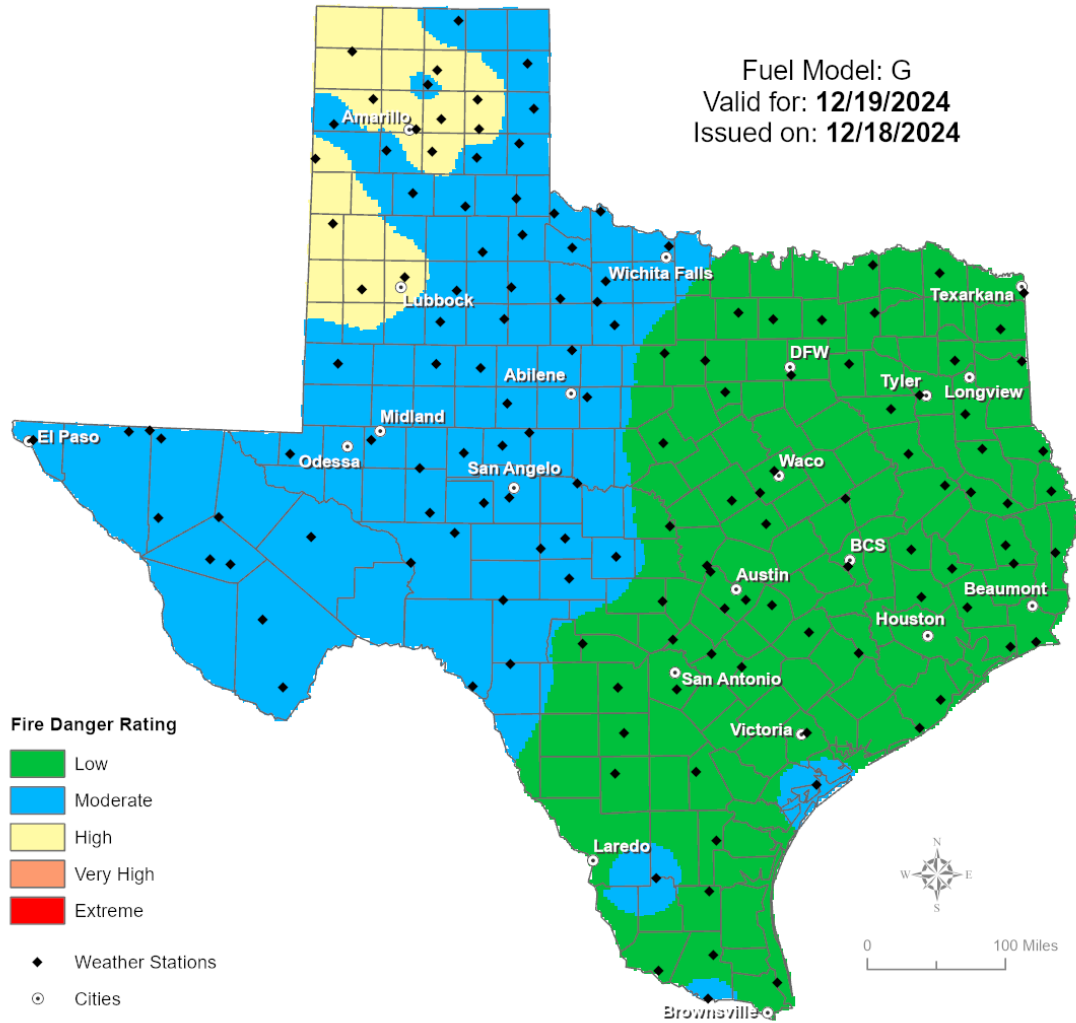 Fuel Model: G
Valid for: 12/19/2024
Issued on: 12/18/2024
Amarillo
Wichita Falls
Lubbock
Texarkana
DFW
Abilene
Tyler
Longview
Midland
El Paso
Odessa
San Angelo
Waco
BCS
Austin
Beaumont
Houston
San Antonio
Victoria
Laredo
Brownsville
Fire Danger Rating
Low
Moderate
High
Very High
Extreme
Weather Stations
Cities
N
W E
S
0 100 Miles